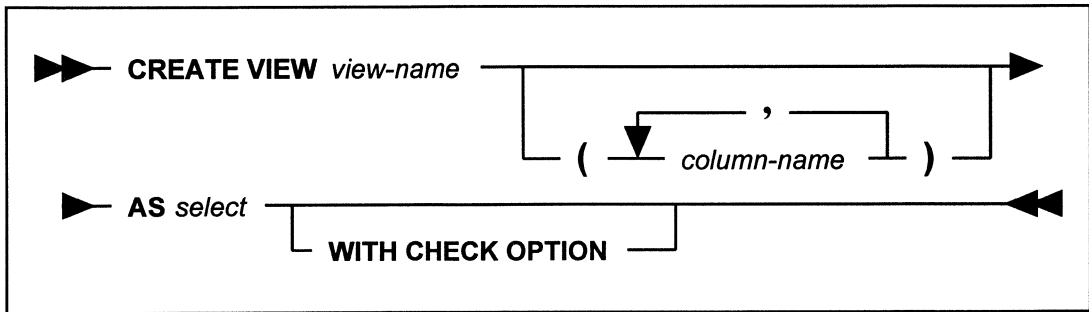 CREATE VIEW view-name
,
( column-name )
AS select
WITH CHECK OPTION